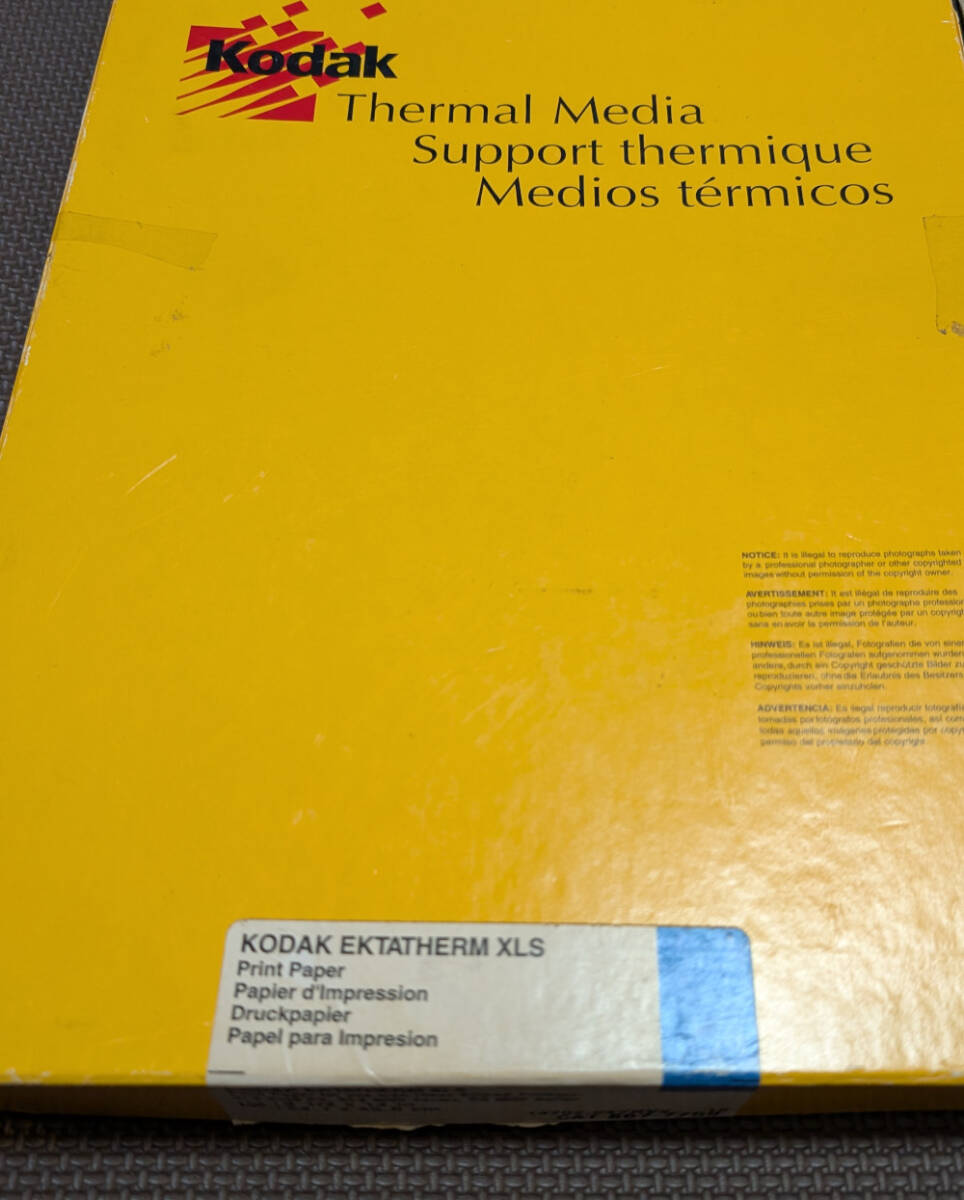 Kodak
Thermal Media
Support thermique
Medios térmicos
NOTICE: It is illegal to reproduce photographs taken
by a professional photographer or other copyrighted
images without permission of the copyright owner.
AVERTISSEMENT: Il est illégal de reproduire des
photographies prises par un photographe profession
ou bien toute autre image protégée par un copyrigh
sans en avoir la permission de l'auteur.
HINWEIS: Es ist illegal, Fotografien die von einem
professionellen Fotografen aufgenommen wurden
andere, durch ein Copyright geschützte Bilder zu
reproduzieren, ohne die Erlaubnis des Besitzers
Copyrights vorher einzuholen.
ADVERTENCIA: Es ilegal reproducir fotografía
tomadas por fotógrafos profesionales, así com
todas aquellas imágenes protegidas por copy
permiso del propietario del copyright.
KODAK EKTATHERM XLS
Print Paper
Papier d'Impression
Druckpapier
Papel para Impresion